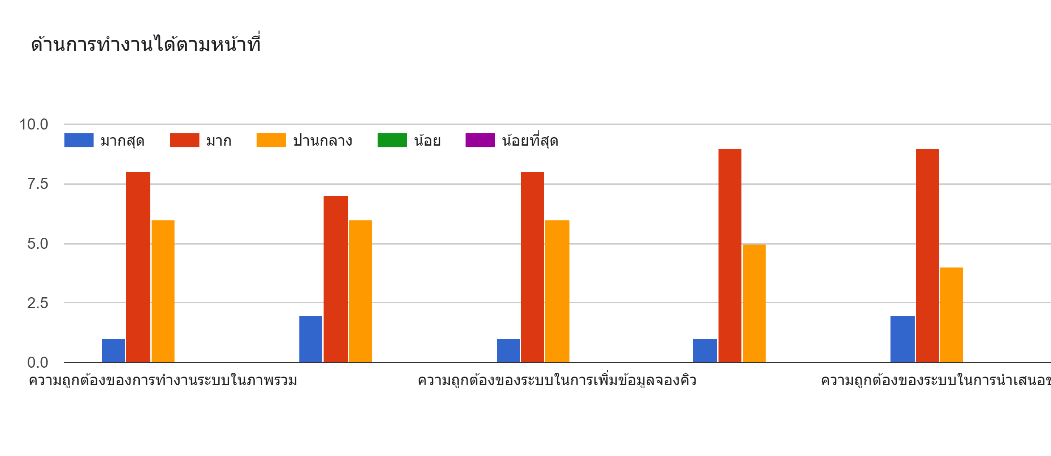 ด้านการทำงานได้ตามหน้าที่
10.0
มากสุด มาก ปานกลาง น้อย น้อยที่สุด
7.5
5.0
2.5
0.0
ความถูกต้องของการทำงานระบบในภาพรวม ความถูกต้องของระบบในการเพิ่มข้อมูลจองคิว ความถูกต้องของระบบในการนำเสนอ